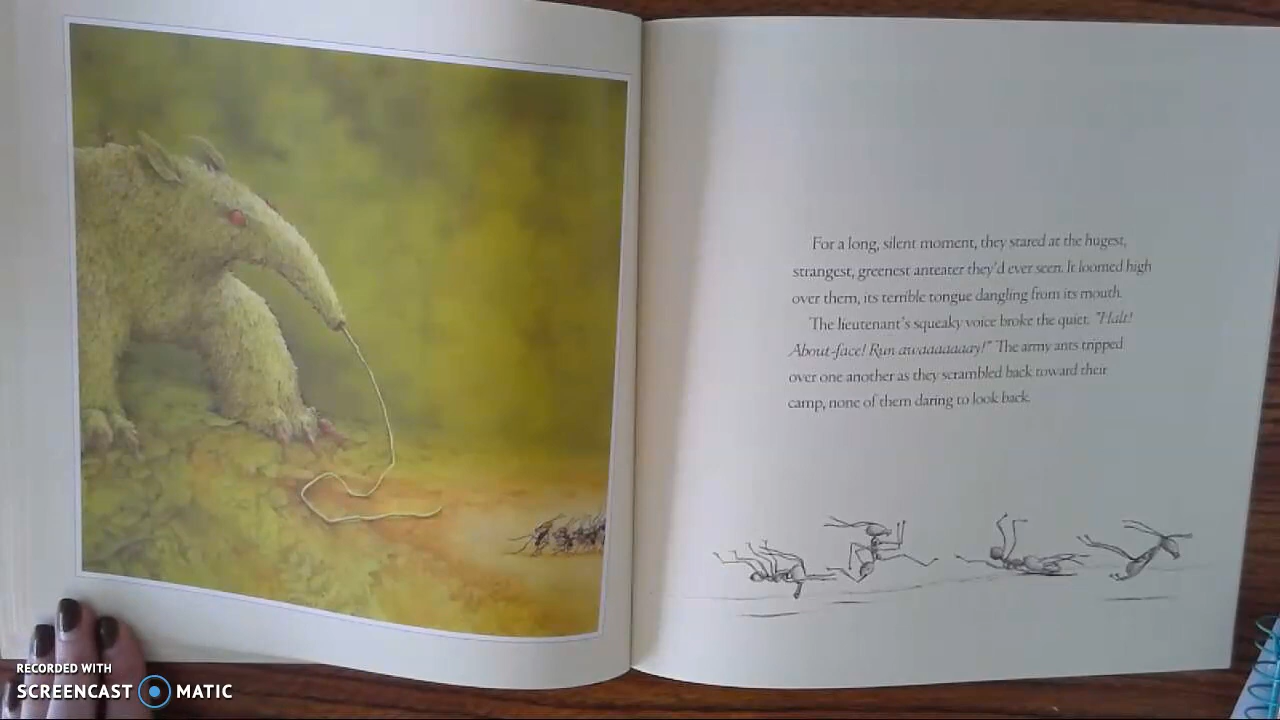 For a long, silent moment, they stared at the hugest,
strangest, greenest anteater they'd ever seen. It loomed high
over them, its terrible tongue dangling from its mouth.
The lieutenant's squeaky voice broke the quiet. "Halt!
About-face! Run awaaaaaaay!" The army ants tripped
over one another as they scrambled back toward their
camp, none of them daring to look back.
RECORDED WITH
SCREENCAST MATIC